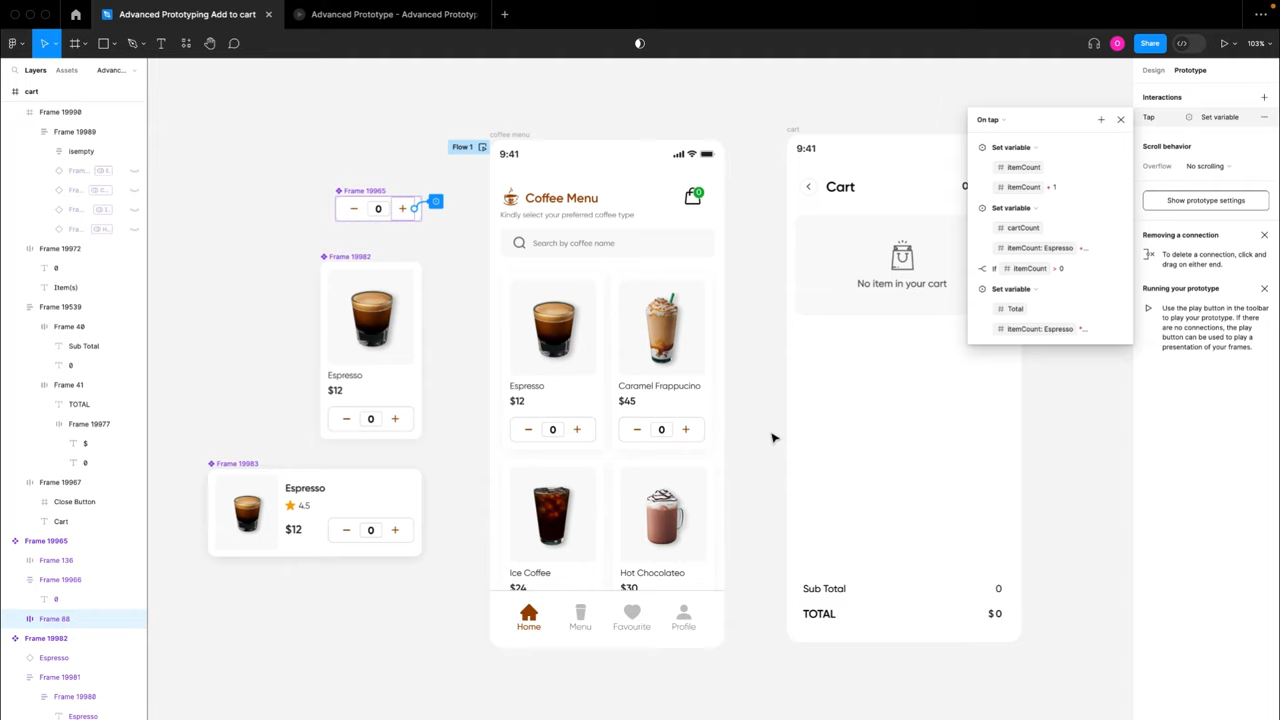 Advanced Prototyping Add to cart
Advanced Prototype - Advanced Prototyp
Share
103%
Layers
Assets
Advanc...
cart
Frame 19990
Frame 19989
isempty
Frem...
Frame 19972
0
Item(s)
Frame 19539
Frame 40
Sub Total
0
Frame 41
TOTAL
Frame 19977
$
0
Frame 19967
Close Button
Cart
Frame 19965
Frame 136
Frame 19966
0
Frame 88
Frame 19982
Espresso
Frame 19981
Frame 19980
Espresso
Frame 19965
− 0 +
Frame 19982
Espresso
$12
− 0 +
Frame 19983
Espresso
4.5
$12
− 0 +
Flow 1
coffee menu
9:41
Coffee Menu
0
Kindly select your preferred coffee type
Search by coffee name
Espresso
$12
− 0 +
Caramel Frappucino
$45
− 0 +
Ice Coffee
$24
Hot Chocolateo
$30
Home
Menu
Favourite
Profile
cart
9:41
Cart
0
No item in your cart
Sub Total
0
TOTAL
$ 0
On tap
Set variable
# itemCount
# itemCount + 1
Set variable
# cartCount
# itemCount: Espresso +...
If # itemCount > 0
Set variable
# Total
# itemCount: Espresso *...
Design
Prototype
Interactions
Tap
Set variable
Scroll behavior
Overflow
No scrolling
Show prototype settings
Removing a connection
To delete a connection, click and
drag on either end.
Running your prototype
Use the play button in the toolbar
to play your prototype. If there
are no connections, the play
button can be used to play a
presentation of your frames.